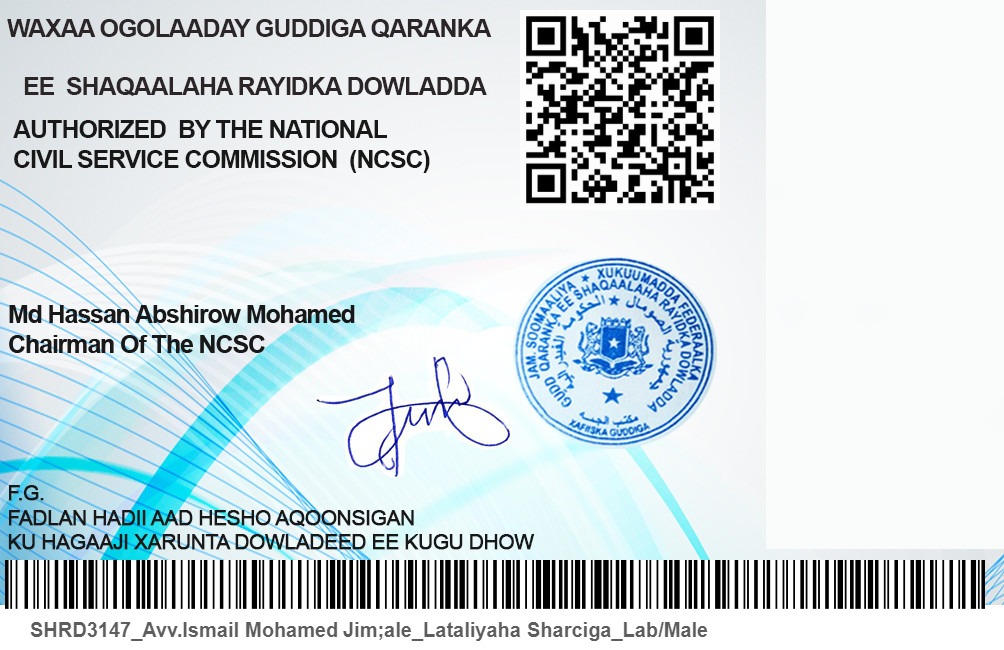 WAXAA OGOLAADAY GUDDIGA QARANKA
EE SHAQAALAHA RAYIDKA DOWLADDA
AUTHORIZED BY THE NATIONAL
CIVIL SERVICE COMMISSION (NCSC)
Md Hassan Abshirow Mohamed
Chairman Of The NCSC
JAM. SOOMAALIYA ★ XUKUUMADDA FEDERAALKA
GUDD QARANKA EE SHAQAALAHA RAYIDKA DOWLADDA
جمهورية الصومال
XAFIISKA GUDDIGA
F.G.
FADLAN HADII AAD HESHO AQOONSIGAN
KU HAGAAJI XARUNTA DOWLADEED EE KUGU DHOW
SHRD3147_Avv.Ismail Mohamed Jim;ale_Lataliyaha Sharciga_Lab/Male